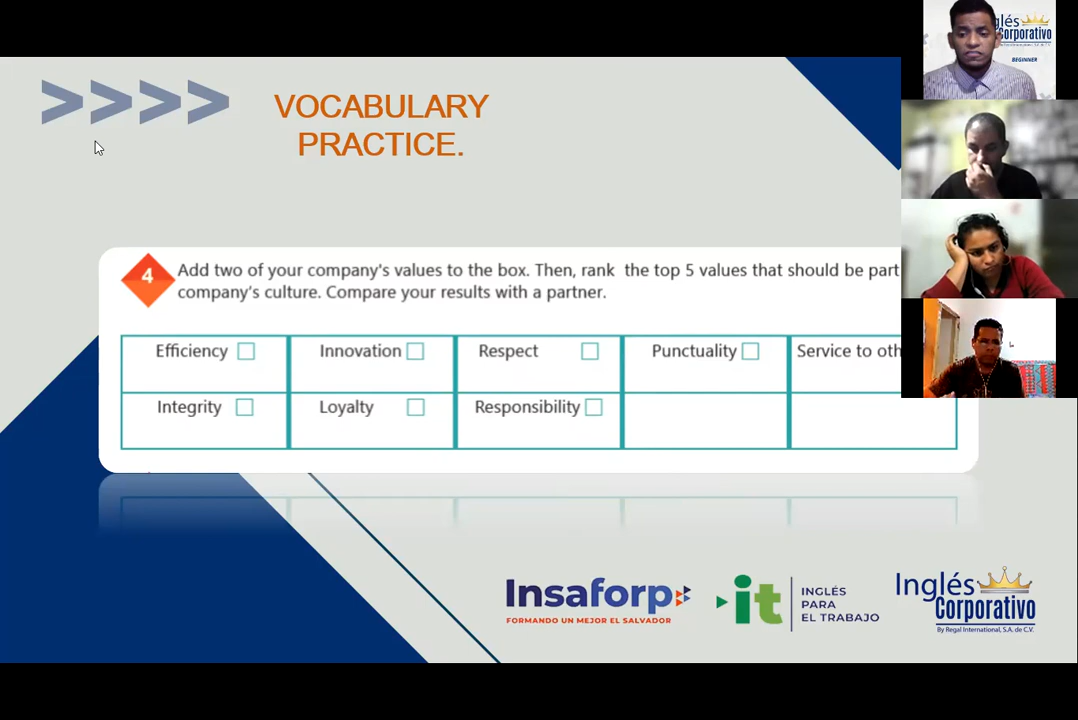 glés
Corporativo
BEGINNER
>>>> VOCABULARY
PRACTICE.
4 Add two of your company's values to the box. Then, rank the top 5 values that should be part
company's culture. Compare your results with a partner.
Efficiency Innovation Respect Punctuality Service to oth
Integrity Loyalty Responsibility
Insaforp
FORMANDO UN MEJOR EL SALVADOR
it
INGLÉS
PARA
EL TRABAJO
Inglés
Corporativo
By Regal International, S.A. de C.V.